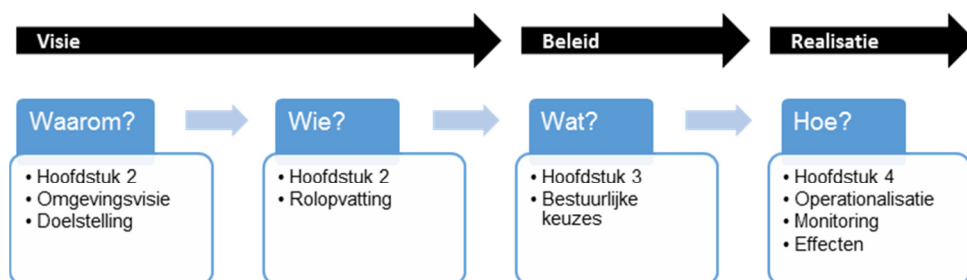 Visie
Beleid
Realisatie
Waarom?
Wie?
Wat?
Hoe?
• Hoofdstuk 2
• Omgevingsvisie
• Doelstelling
• Hoofdstuk 2
• Rolopvatting
• Hoofdstuk 3
• Bestuurlijke
keuzes
• Hoofdstuk 4
• Operationalisatie
• Monitoring
• Effecten